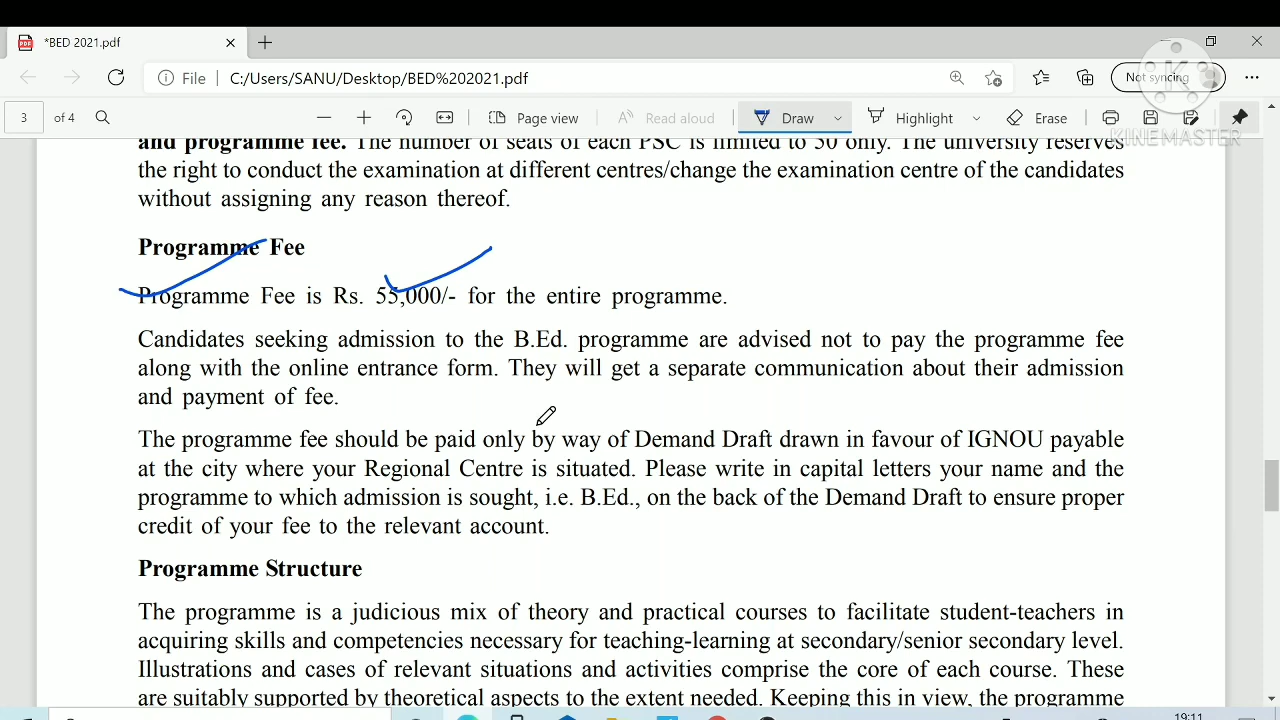 *BED 2021.pdf
File C:/Users/SANU/Desktop/BED%202021.pdf Not syncing
3 of 4 Page view Read aloud Draw Highlight Erase
KINEMASTER
and programme fee. The number of seats of each PSC is limited to 50 only. The university reserves
the right to conduct the examination at different centres/change the examination centre of the candidates
without assigning any reason thereof.
Programme Fee
Programme Fee is Rs. 55,000/- for the entire programme.
Candidates seeking admission to the B.Ed. programme are advised not to pay the programme fee
along with the online entrance form. They will get a separate communication about their admission
and payment of fee.
The programme fee should be paid only by way of Demand Draft drawn in favour of IGNOU payable
at the city where your Regional Centre is situated. Please write in capital letters your name and the
programme to which admission is sought, i.e. B.Ed., on the back of the Demand Draft to ensure proper
credit of your fee to the relevant account.
Programme Structure
The programme is a judicious mix of theory and practical courses to facilitate student-teachers in
acquiring skills and competencies necessary for teaching-learning at secondary/senior secondary level.
Illustrations and cases of relevant situations and activities comprise the core of each course. These
are suitably supported by theoretical aspects to the extent needed. Keeping this in view, the programme
19:11